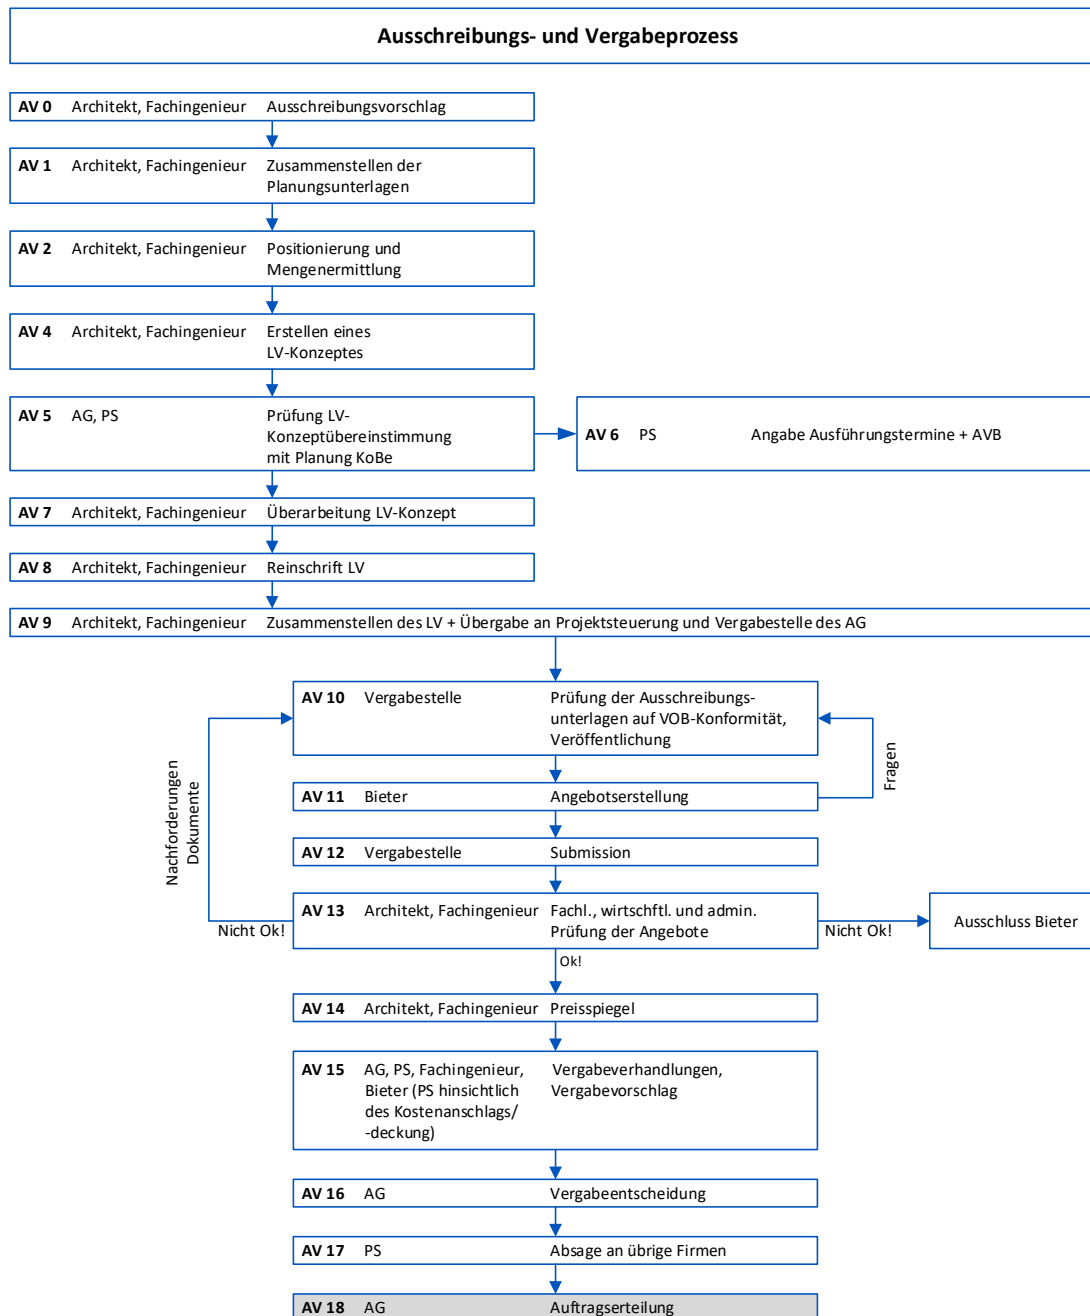 Ausschreibungs- und Vergabeprozess
AV 0 Architekt, Fachingenieur Ausschreibungsvorschlag
AV 1 Architekt, Fachingenieur Zusammenstellen der
Planungsunterlagen
AV 2 Architekt, Fachingenieur Positionierung und
Mengenermittlung
AV 4 Architekt, Fachingenieur Erstellen eines
LV-Konzeptes
AV 5 AG, PS Prüfung LV-
Konzeptübereinstimmung
mit Planung KoBe
AV 6 PS Angabe Ausführungstermine + AVB
AV 7 Architekt, Fachingenieur Überarbeitung LV-Konzept
AV 8 Architekt, Fachingenieur Reinschrift LV
AV 9 Architekt, Fachingenieur Zusammenstellen des LV + Übergabe an Projektsteuerung und Vergabestelle des AG
AV 10 Vergabestelle Prüfung der Ausschreibungs-
unterlagen auf VOB-Konformität,
Veröffentlichung
Nachforderungen
Dokumente
Fragen
AV 11 Bieter Angebotserstellung
AV 12 Vergabestelle Submission
AV 13 Architekt, Fachingenieur Fachl., wirtschftl. und admin.
Prüfung der Angebote
Nicht Ok!
Nicht Ok!
Ausschluss Bieter
Ok!
AV 14 Architekt, Fachingenieur Preisspiegel
AV 15 AG, PS, Fachingenieur, Vergabeverhandlungen,
Bieter (PS hinsichtlich Vergabevorschlag
des Kostenanschlags/
-deckung)
AV 16 AG Vergabeentscheidung
AV 17 PS Absage an übrige Firmen
AV 18 AG Auftragserteilung